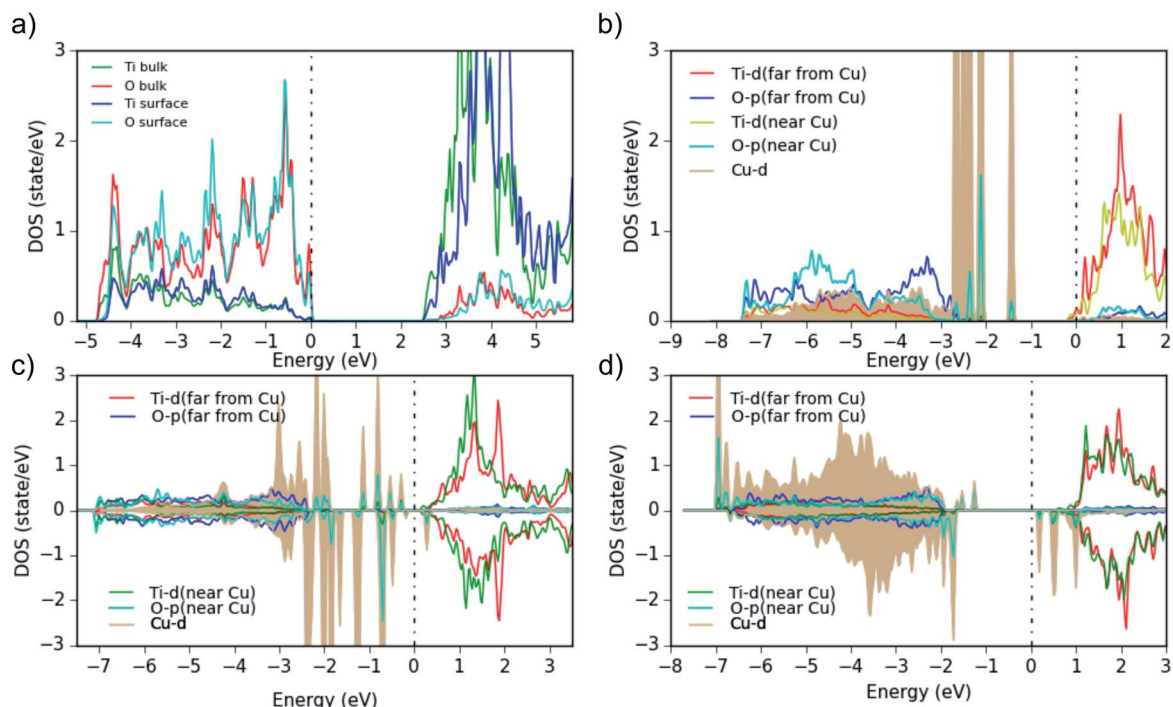 a)
3
2
1
0
DOS (state/eV)
Ti bulk
O bulk
Ti surface
O surface
−5 −4 −3 −2 −1 0 1 2 3 4 5
Energy (eV)
b)
3
2
1
0
DOS (state/eV)
Ti-d(far from Cu)
O-p(far from Cu)
Ti-d(near Cu)
O-p(near Cu)
Cu-d
−9 −8 −7 −6 −5 −4 −3 −2 −1 0 1 2
Energy (eV)
c)
3
2
1
0
−1
−2
−3
DOS (state/eV)
Ti-d(far from Cu)
O-p(far from Cu)
Ti-d(near Cu)
O-p(near Cu)
Cu-d
−7 −6 −5 −4 −3 −2 −1 0 1 2 3
Energy (eV)
d)
3
2
1
0
−1
−2
−3
DOS (state/eV)
Ti-d(far from Cu)
O-p(far from Cu)
Ti-d(near Cu)
O-p(near Cu)
Cu-d
−8 −7 −6 −5 −4 −3 −2 −1 0 1 2 3
Energy (eV)